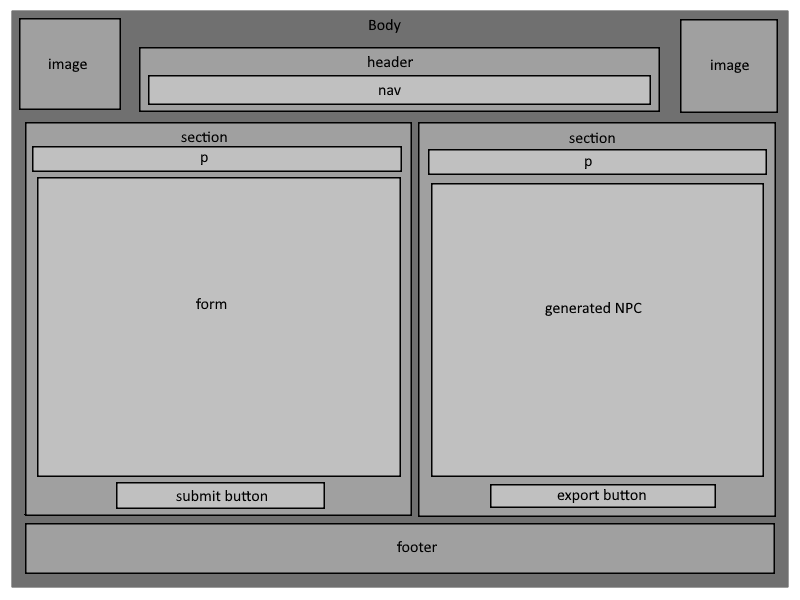 Body
image
header
image
nav
section
p
form
submit button
section
p
generated NPC
export button
footer